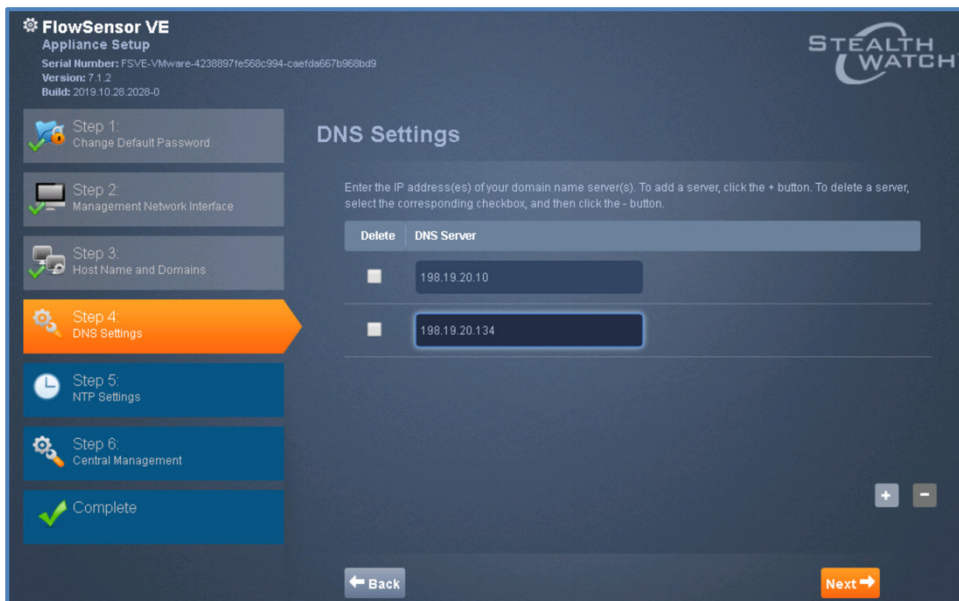 FlowSensor VE
Appliance Setup
Serial Number: FSVE-VMware-4238897fe568c994-caefda667b968bd9
Version: 7.1.2
Build: 2019.10.28.2028-0
STEALTH
WATCH
Step 1:
Change Default Password
Step 2:
Management Network Interface
Step 3:
Host Name and Domains
Step 4:
DNS Settings
Step 5:
NTP Settings
Step 6:
Central Management
Complete
DNS Settings
Enter the IP address(es) of your domain name server(s). To add a server, click the + button. To delete a server,
select the corresponding checkbox, and then click the - button.
Delete DNS Server
198.19.20.10
198.19.20.134
+ -
Back Next